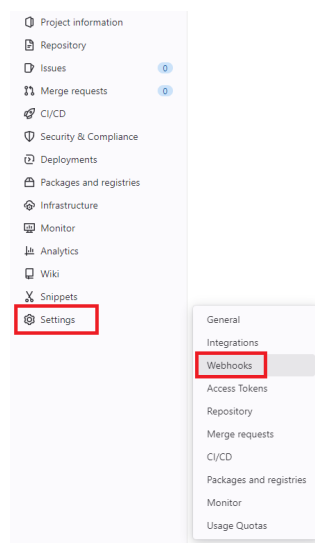 Project information
Repository
Issues 0
Merge requests 0
CI/CD
Security & Compliance
Deployments
Packages and registries
Infrastructure
Monitor
Analytics
Wiki
Snippets
Settings
General
Integrations
Webhooks
Access Tokens
Repository
Merge requests
CI/CD
Packages and registries
Monitor
Usage Quotas